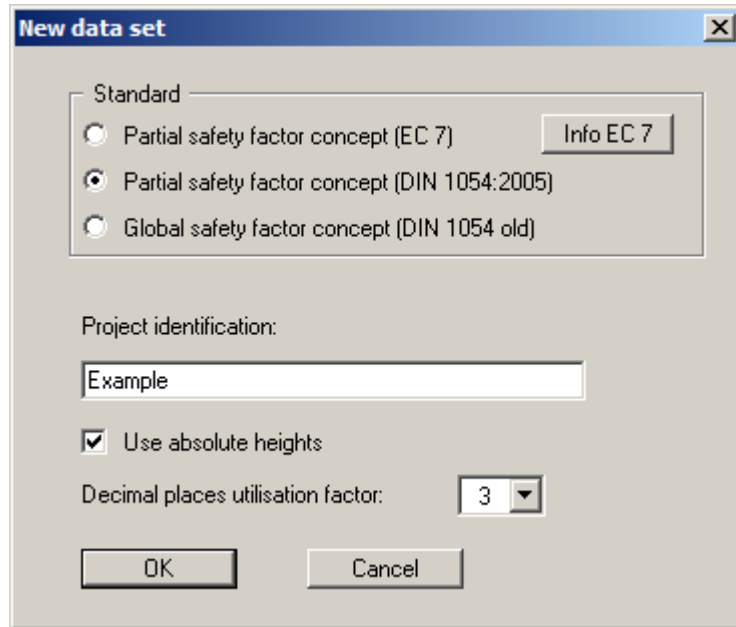 New data set
Standard
Partial safety factor concept (EC 7)
Info EC 7
Partial safety factor concept (DIN 1054:2005)
Global safety factor concept (DIN 1054 old)
Project identification:
Example
Use absolute heights
Decimal places utilisation factor:
3
OK
Cancel